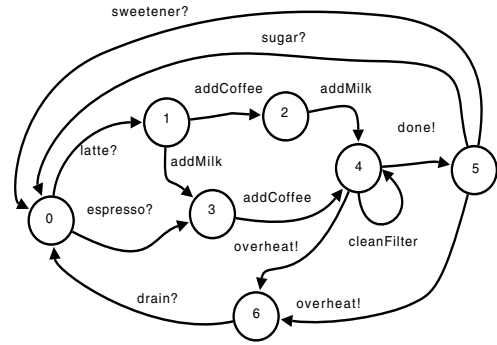 sweetener?
sugar?
addCoffee
addMilk
1
2
done!
latte?
addMilk
4
5
espresso?
3
addCoffee
0
overheat!
cleanFilter
drain?
6
overheat!